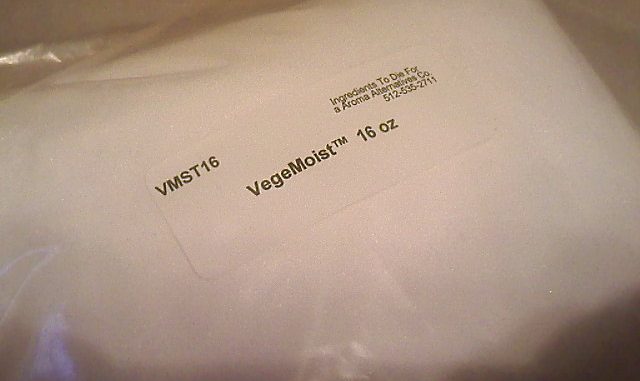 Ingredients To Die For
a Aroma Alternatives Co.
512-535-2711
VMST16
VegeMoist™ 16 oz